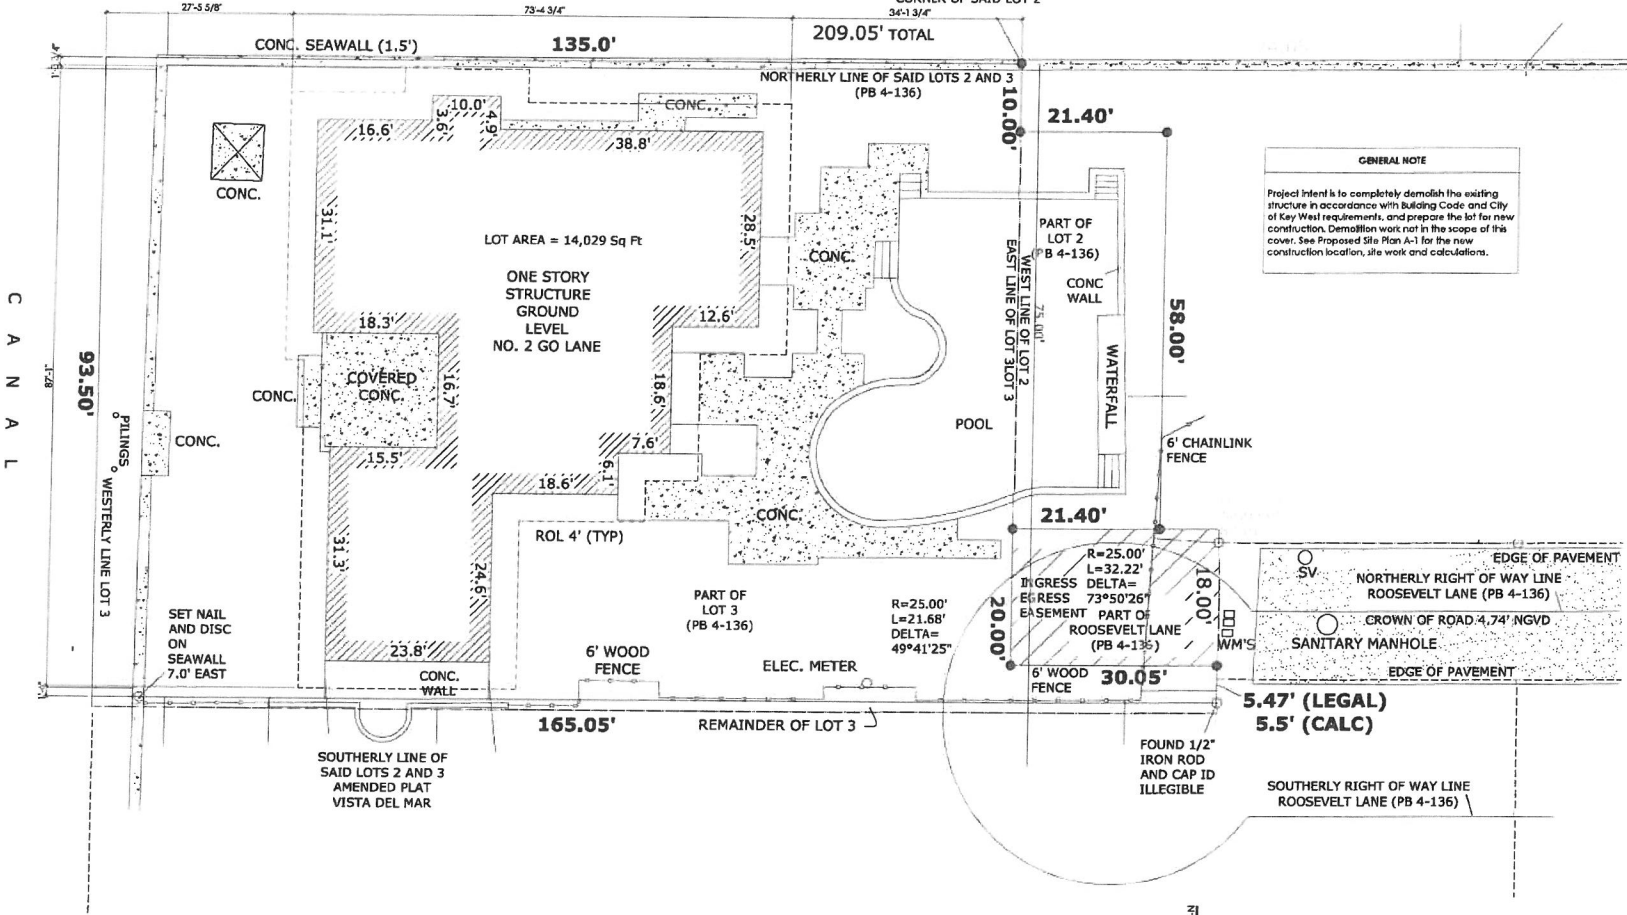 CORNER OF SAID LOT 2
27'-5 5/8"
73'-4 3/4"
34'-1 3/4"
CONC. SEAWALL (1.5')
135.0'
209.05' TOTAL
NORTHERLY LINE OF SAID LOTS 2 AND 3
(PB 4-136)
10.00'
21.40'
CONC.
16.6'
10.0'
3.6'
4.9'
38.8'
CONC.
GENERAL NOTE
Project intent is to completely demolish the existing
structure in accordance with Building Code and City
of Key West requirements, and prepare the lot for new
construction. Demolition work not in the scope of this
cover. See Proposed Site Plan A-1 for the new
construction location, site work and calculations.
31.1'
LOT AREA = 14,029 Sq Ft
28.5'
ONE STORY
STRUCTURE
GROUND
LEVEL
NO. 2 GO LANE
CONC.
PART OF
LOT 2
(PB 4-136)
CONC
WALL
WEST LINE OF LOT 2
EAST LINE OF LOT 3
LOT 3
75.00'
58.00'
WATERFALL
POOL
CANAL
87'-1"
93.50'
18.3'
12.6'
COVERED
CONC.
CONC.
16.7'
18.6'
PILINGS
CONC.
15.5'
7.6'
6.1'
18.6'
WESTERLY LINE LOT 3
6' CHAINLINK
FENCE
CONC.
21.40'
ROL 4' (TYP)
31.3'
24.6'
R=25.00'
L=32.22'
DELTA=
73°50'26"
INGRESS
EGRESS
EASEMENT
PART OF
ROOSEVELT LANE
(PB 4-136)
18.00'
20.00'
SV
EDGE OF PAVEMENT
NORTHERLY RIGHT OF WAY LINE
ROOSEVELT LANE (PB 4-136)
CROWN OF ROAD 4.74' NGVD
WM'S
SANITARY MANHOLE
EDGE OF PAVEMENT
SET NAIL
AND DISC
ON
SEAWALL
7.0' EAST
PART OF
LOT 3
(PB 4-136)
R=25.00'
L=21.68'
DELTA=
49°41'25"
23.8'
CONC.
WALL
6' WOOD
FENCE
ELEC. METER
6' WOOD
FENCE
30.05'
5.47' (LEGAL)
5.5' (CALC)
165.05'
REMAINDER OF LOT 3
SOUTHERLY LINE OF
SAID LOTS 2 AND 3
AMENDED PLAT
VISTA DEL MAR
FOUND 1/2"
IRON ROD
AND CAP ID
ILLEGIBLE
SOUTHERLY RIGHT OF WAY LINE
ROOSEVELT LANE (PB 4-136)